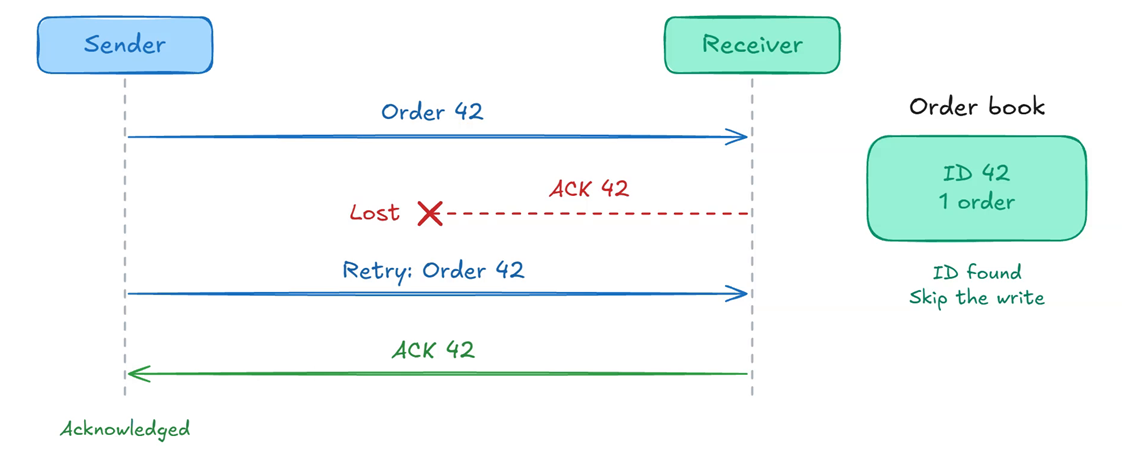 Sender
Receiver
Order 42
Order book
ACK 42
Lost
ID 42
1 order
Retry: Order 42
ID found
Skip the write
ACK 42
Acknowledged